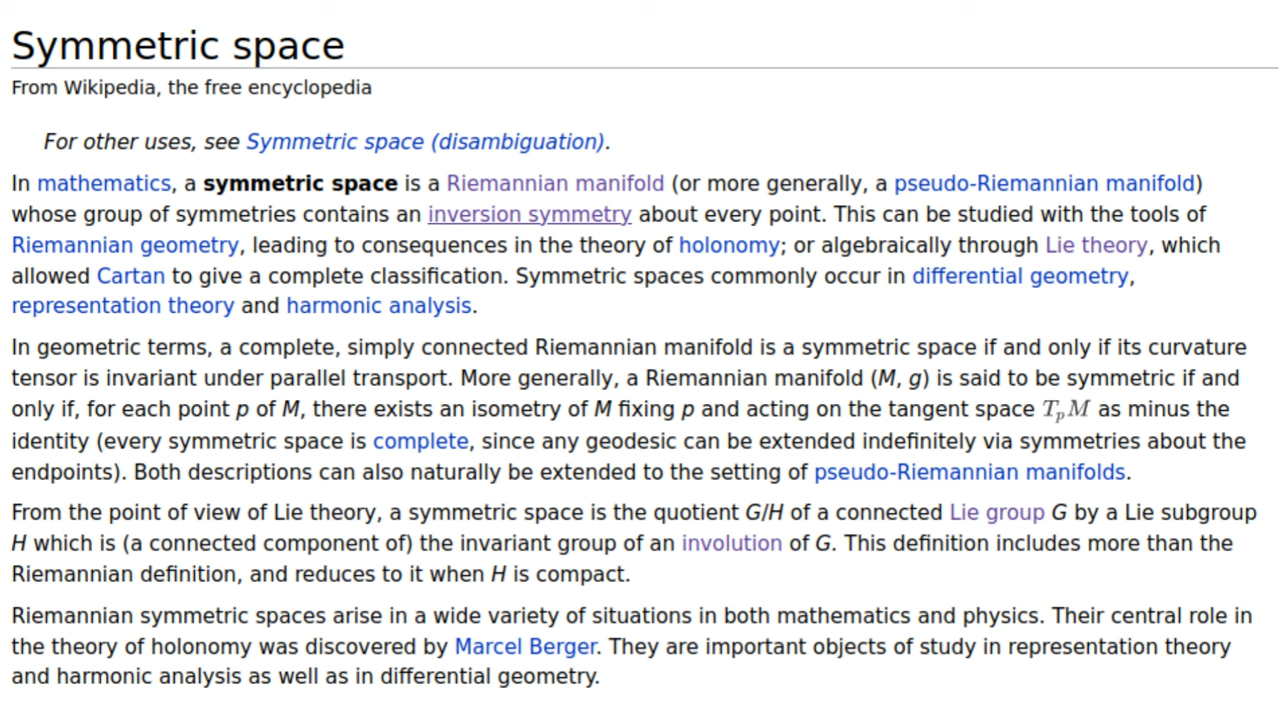 Symmetric space
From Wikipedia, the free encyclopedia
For other uses, see Symmetric space (disambiguation).
In mathematics, a symmetric space is a Riemannian manifold (or more generally, a pseudo-Riemannian manifold)
whose group of symmetries contains an inversion symmetry about every point. This can be studied with the tools of
Riemannian geometry, leading to consequences in the theory of holonomy; or algebraically through Lie theory, which
allowed Cartan to give a complete classification. Symmetric spaces commonly occur in differential geometry,
representation theory and harmonic analysis.
In geometric terms, a complete, simply connected Riemannian manifold is a symmetric space if and only if its curvature
tensor is invariant under parallel transport. More generally, a Riemannian manifold (M, g) is said to be symmetric if and
only if, for each point p of M, there exists an isometry of M fixing p and acting on the tangent space TₚM as minus the
identity (every symmetric space is complete, since any geodesic can be extended indefinitely via symmetries about the
endpoints). Both descriptions can also naturally be extended to the setting of pseudo-Riemannian manifolds.
From the point of view of Lie theory, a symmetric space is the quotient G/H of a connected Lie group G by a Lie subgroup
H which is (a connected component of) the invariant group of an involution of G. This definition includes more than the
Riemannian definition, and reduces to it when H is compact.
Riemannian symmetric spaces arise in a wide variety of situations in both mathematics and physics. Their central role in
the theory of holonomy was discovered by Marcel Berger. They are important objects of study in representation theory
and harmonic analysis as well as in differential geometry.